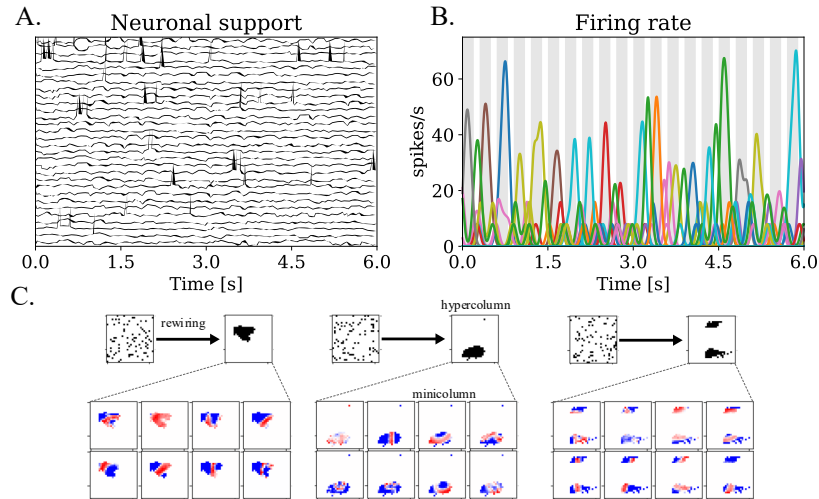 A.
Neuronal support
0.0 1.5 3.0 4.5 6.0
Time [s]
B.
Firing rate
spikes/s
60
40
20
0
0.0 1.5 3.0 4.5 6.0
Time [s]
C.
rewiring
hypercolumn
minicolumn